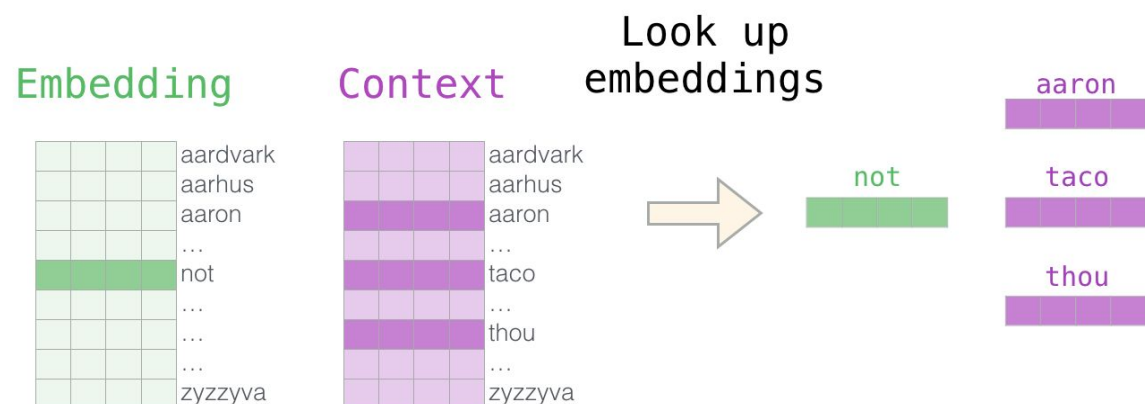 Embedding
aardvark
aarhus
aaron
...
not
...
...
...
zyzzyva
Context
aardvark
aarhus
aaron
...
taco
...
thou
...
zyzzyva
Look up
embeddings
not
aaron
taco
thou